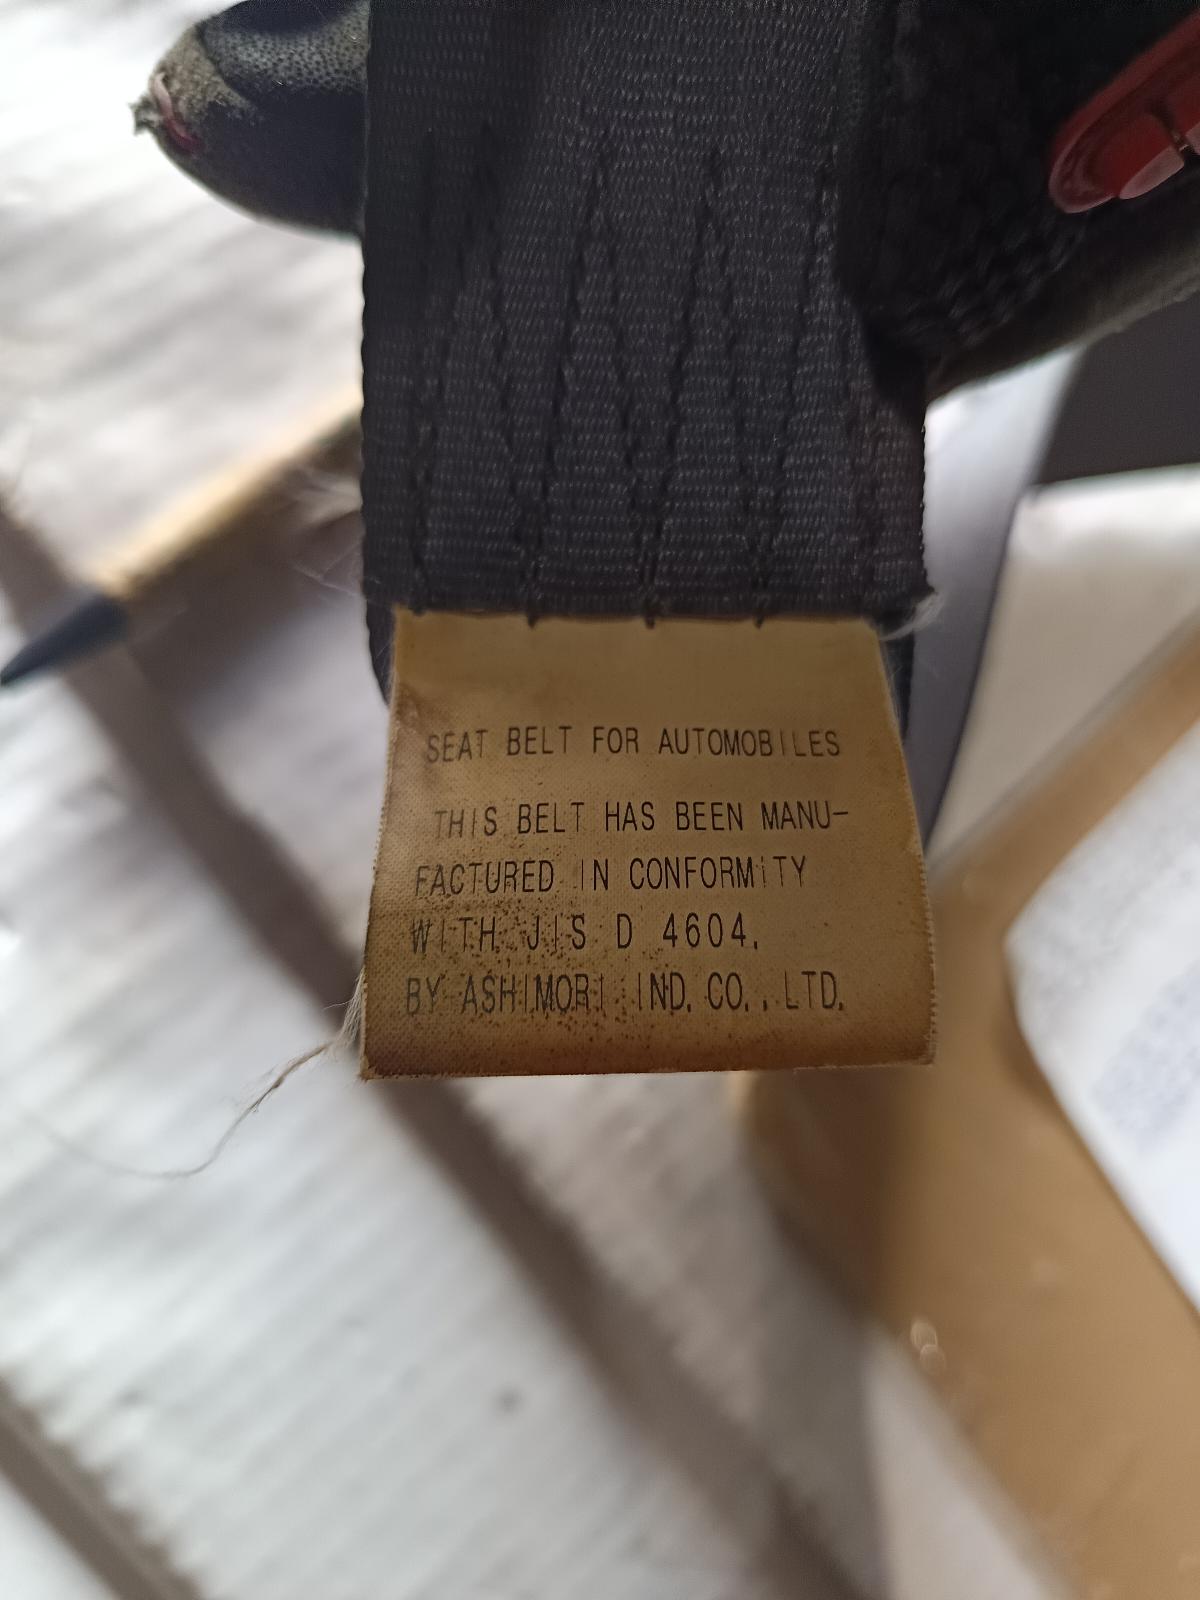 SEAT BELT FOR AUTOMOBILES
THIS BELT HAS BEEN MANU-
FACTURED IN CONFORMITY
WITH JIS D 4604.
BY ASHIMORI IND. CO., LTD.